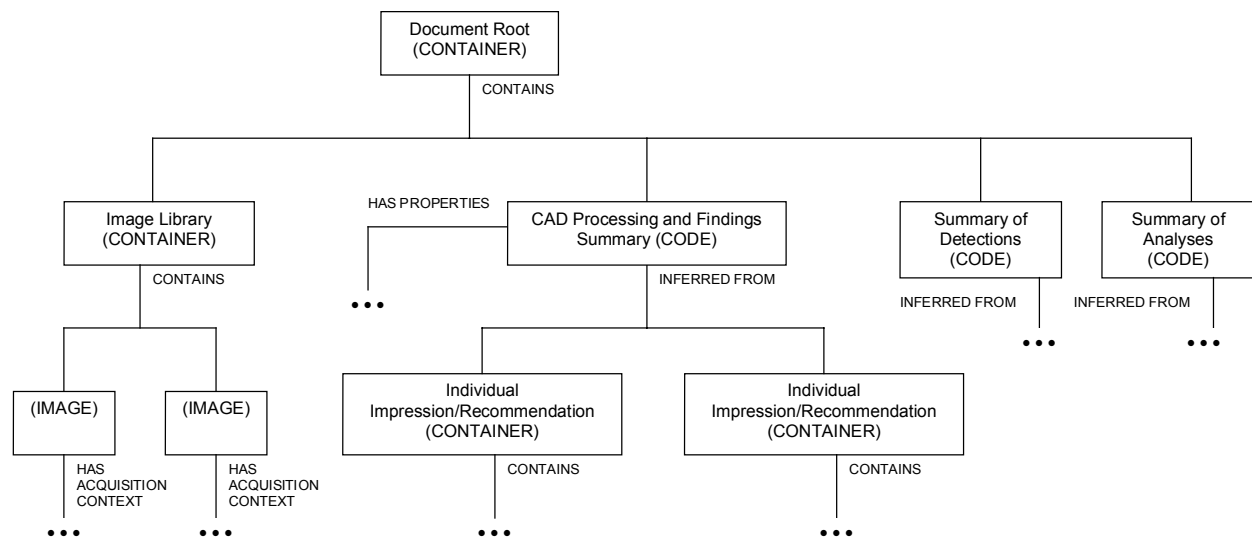 Document Root
(CONTAINER)
CONTAINS
Image Library
(CONTAINER)
CONTAINS
HAS PROPERTIES
CAD Processing and Findings
Summary (CODE)
INFERRED FROM
Summary of
Detections
(CODE)
INFERRED FROM
Summary of
Analyses
(CODE)
INFERRED FROM
(IMAGE)
HAS
ACQUISITION
CONTEXT
(IMAGE)
HAS
ACQUISITION
CONTEXT
Individual
Impression/Recommendation
(CONTAINER)
CONTAINS
Individual
Impression/Recommendation
(CONTAINER)
CONTAINS